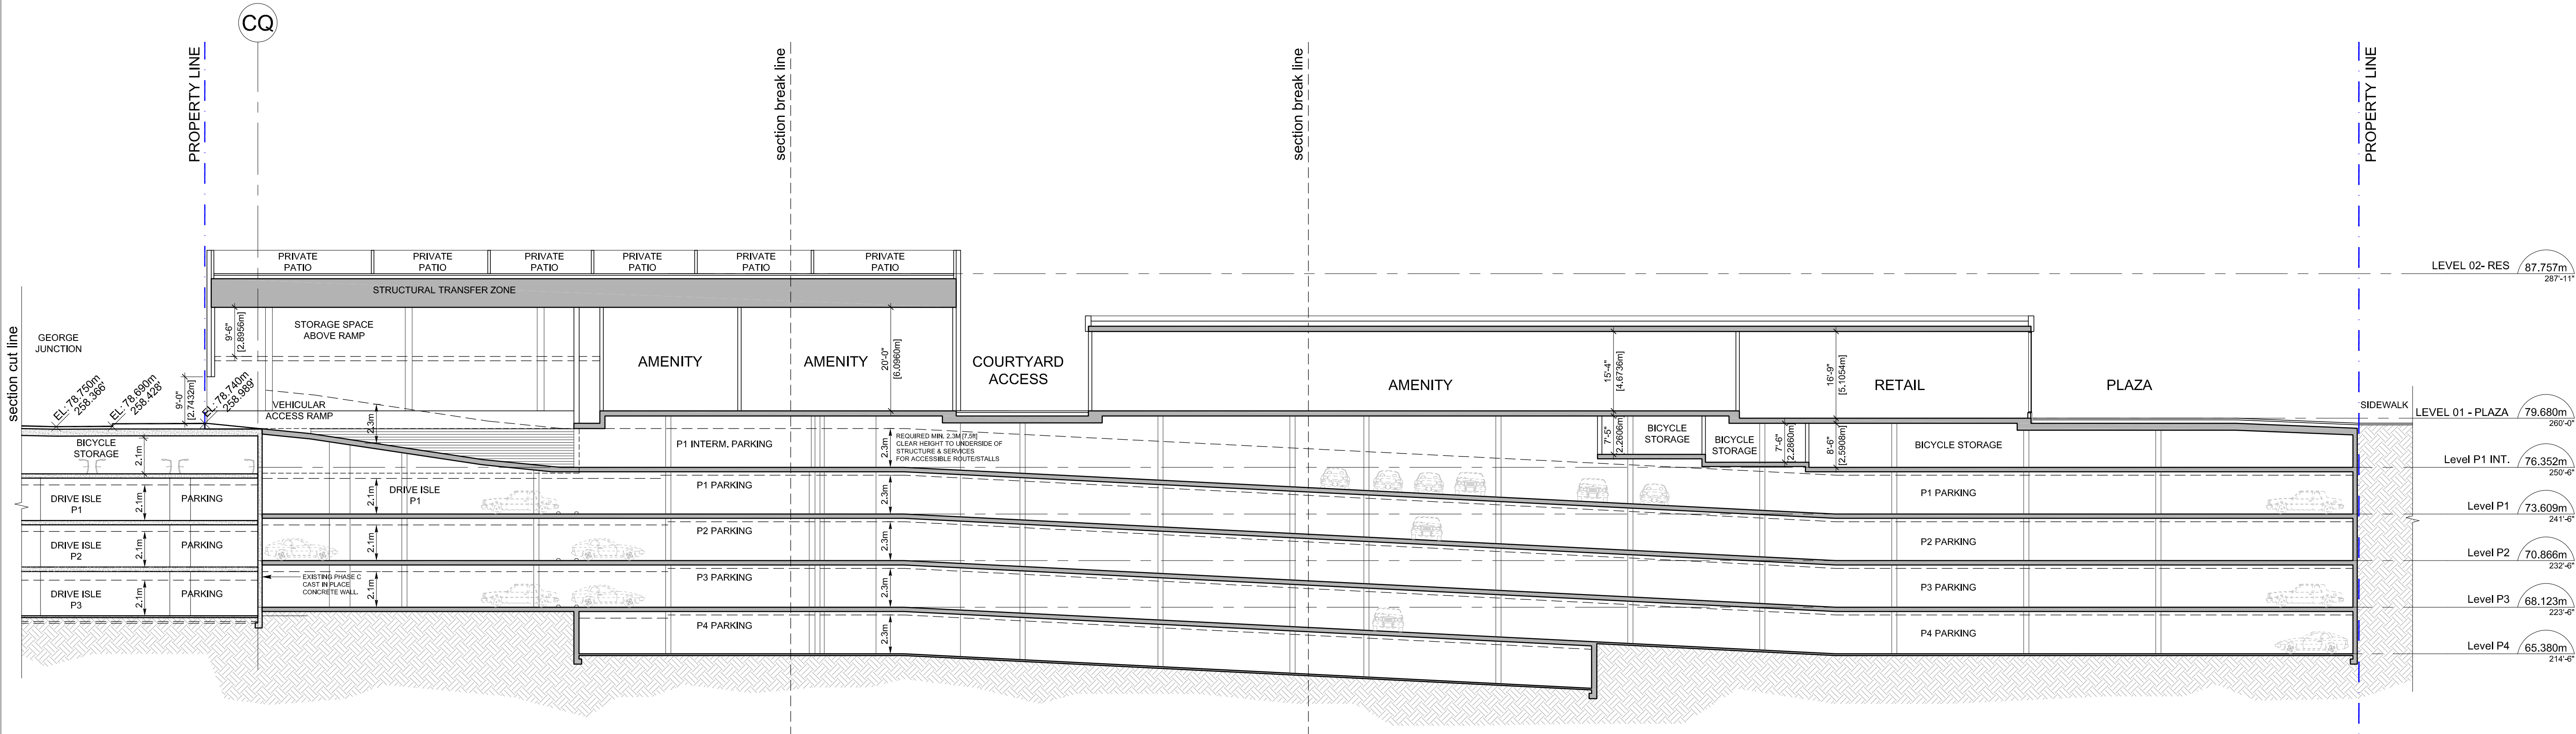 CQ
PROPERTY LINE
section break line
section break line
PROPERTY LINE
section cut line
PRIVATE
PATIO
PRIVATE
PATIO
PRIVATE
PATIO
PRIVATE
PATIO
PRIVATE
PATIO
PRIVATE
PATIO
LEVEL 02- RES
87.757m
287'-11"
STRUCTURAL TRANSFER ZONE
GEORGE
JUNCTION
9'-6"
[2.8956m]
STORAGE SPACE
ABOVE RAMP
AMENITY
AMENITY
20'-0"
[6.0960m]
COURTYARD
ACCESS
AMENITY
15'-4"
[4.6736m]
16'-9"
[5.1054m]
RETAIL
PLAZA
EL:78.750m
258.366'
EL:78.690m
258.428'
9'-0"
[2.7432m]
EL:78.740m
258.989'
VEHICULAR
ACCESS RAMP
2.3m
SIDEWALK
LEVEL 01 - PLAZA
79.680m
260'-0"
BICYCLE
STORAGE
2.1m
P1 INTERM. PARKING
2.3m
REQUIRED MIN. 2.3M [7.5ft]
CLEAR HEIGHT TO UNDERSIDE OF
STRUCTURE & SERVICES
FOR ACCESSIBLE ROUTE/STALLS
7'-5"
[2.2606m]
BICYCLE
STORAGE
BICYCLE
STORAGE
7'-6"
[2.2860m]
8'-6"
[2.5908m]
BICYCLE STORAGE
Level P1 INT.
76.352m
250'-6"
DRIVE ISLE
P1
2.1m
PARKING
2.1m
DRIVE ISLE
P1
P1 PARKING
2.3m
P1 PARKING
Level P1
73.609m
241'-6"
DRIVE ISLE
P2
2.1m
PARKING
2.1m
P2 PARKING
2.3m
P2 PARKING
Level P2
70.866m
232'-6"
DRIVE ISLE
P3
2.1m
PARKING
EXISTING PHASE C
CAST IN PLACE
CONCRETE WALL.
2.1m
P3 PARKING
2.3m
P3 PARKING
Level P3
68.123m
223'-6"
P4 PARKING
2.3m
P4 PARKING
Level P4
65.380m
214'-6"